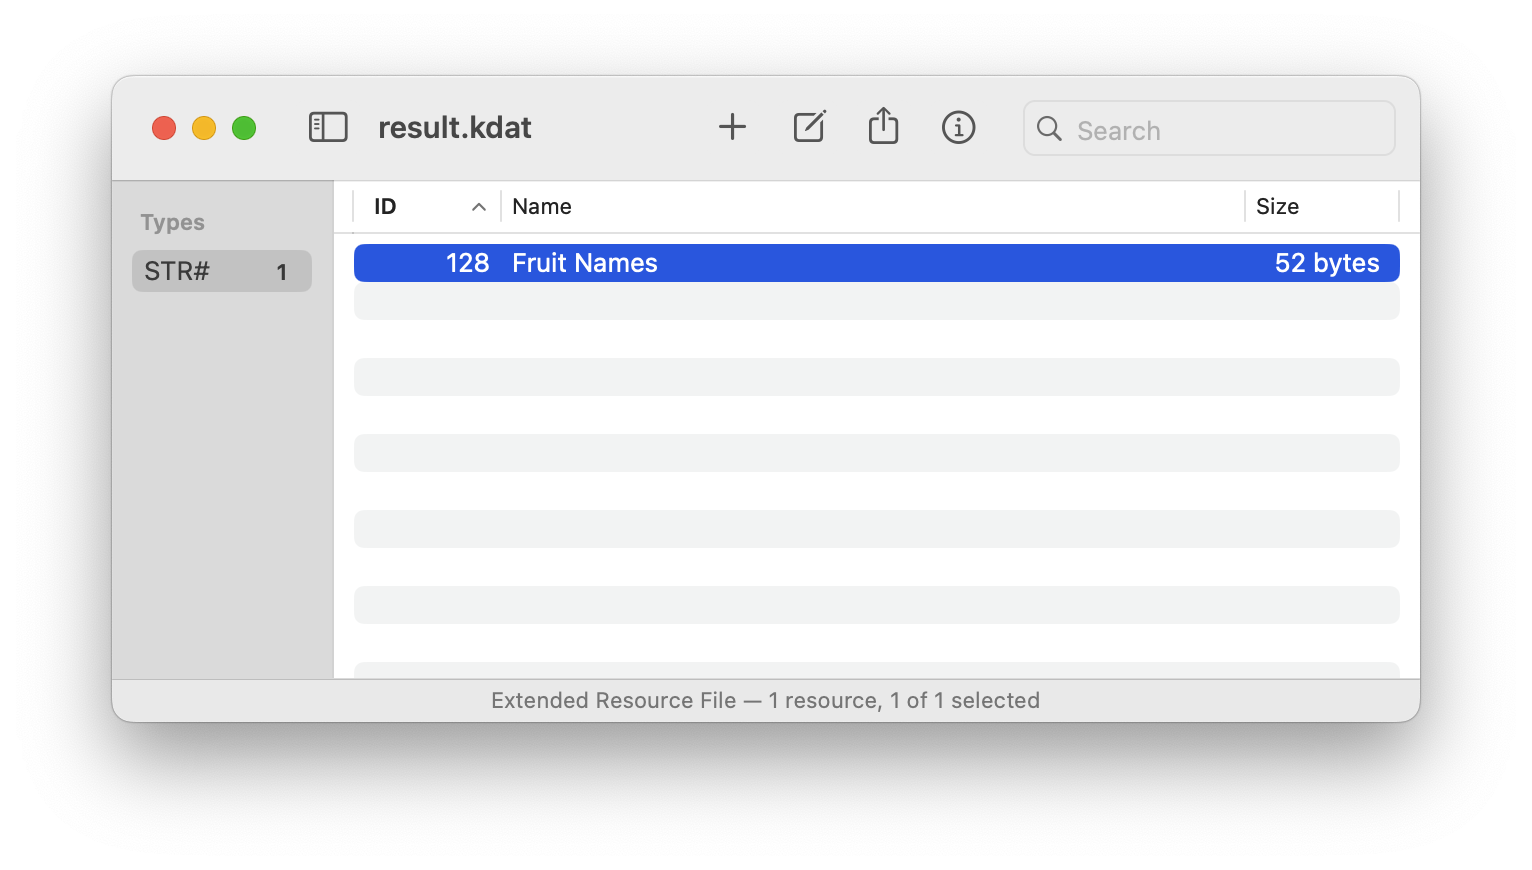 result.kdat
Search
Types
STR# 1
ID Name Size
128 Fruit Names 52 bytes
Extended Resource File — 1 resource, 1 of 1 selected